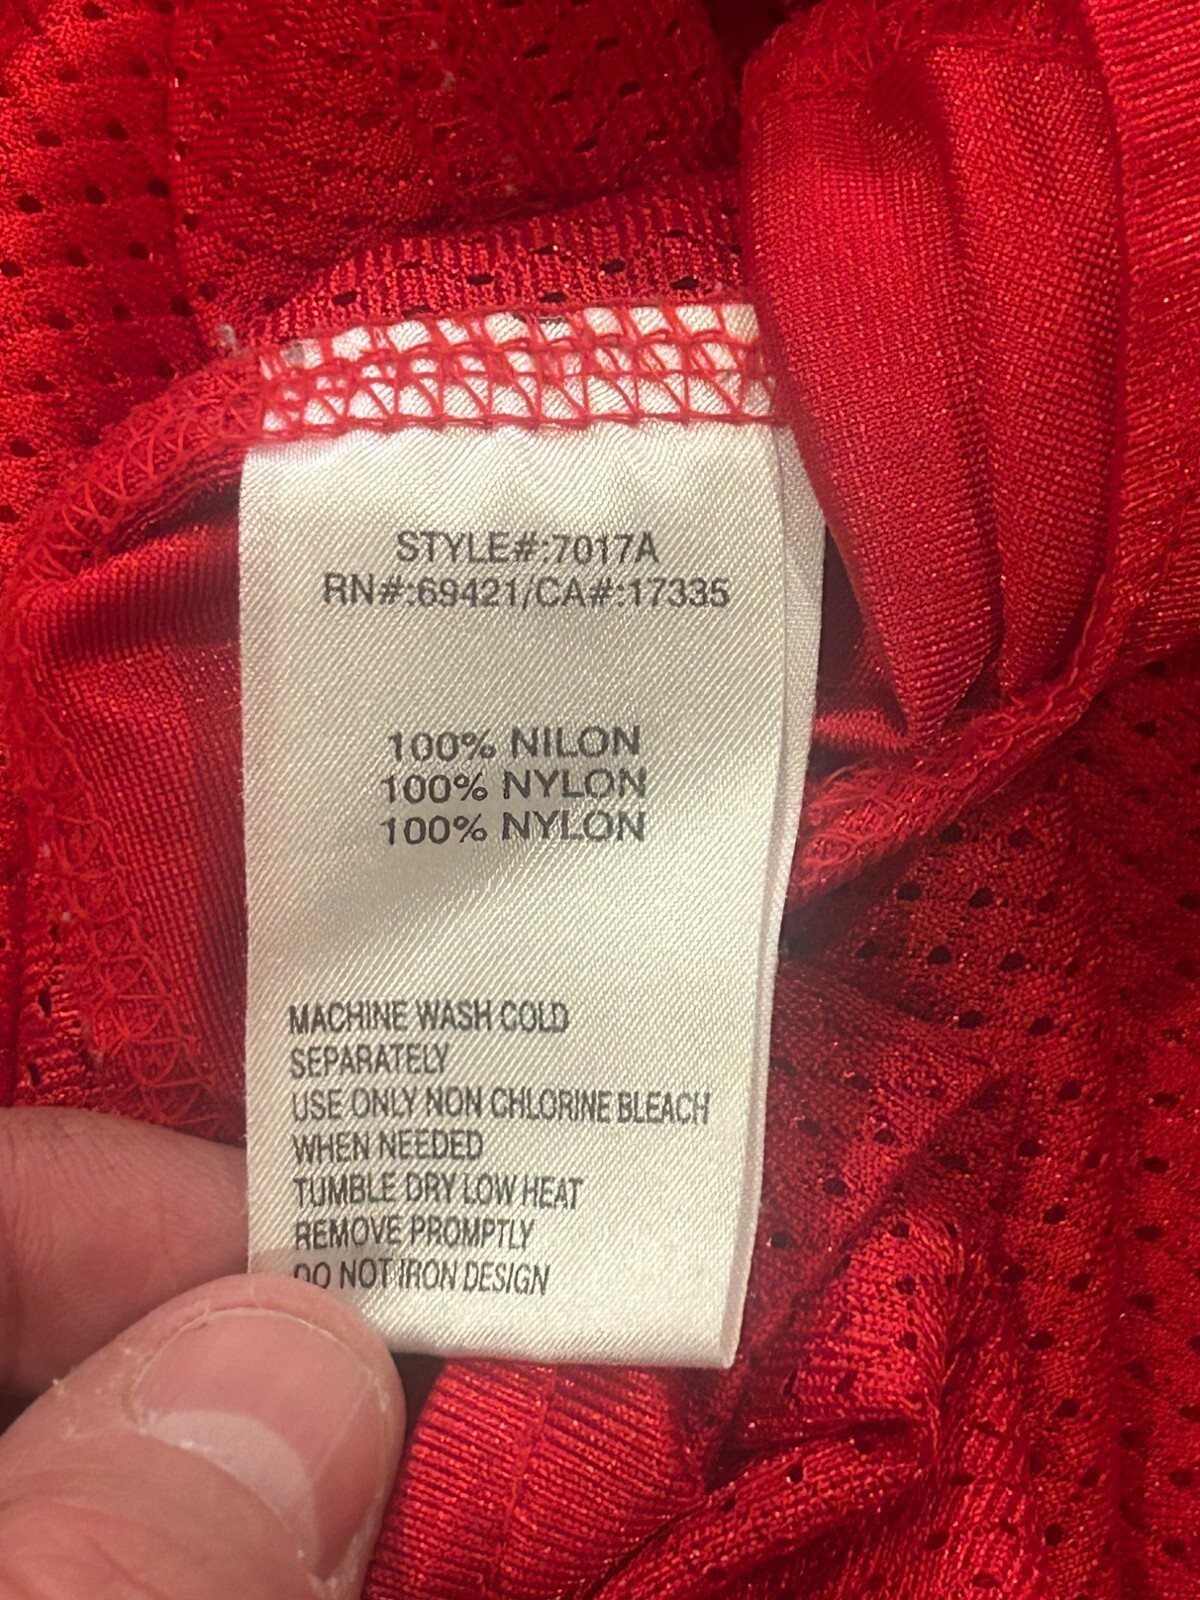 STYLE#:7017A
RN#:69421/CA#:17335
100% NILON
100% NYLON
100% NYLON
MACHINE WASH COLD
SEPARATELY
USE ONLY NON CHLORINE BLEACH
WHEN NEEDED
TUMBLE DRY LOW HEAT
REMOVE PROMPTLY
DO NOT IRON DESIGN